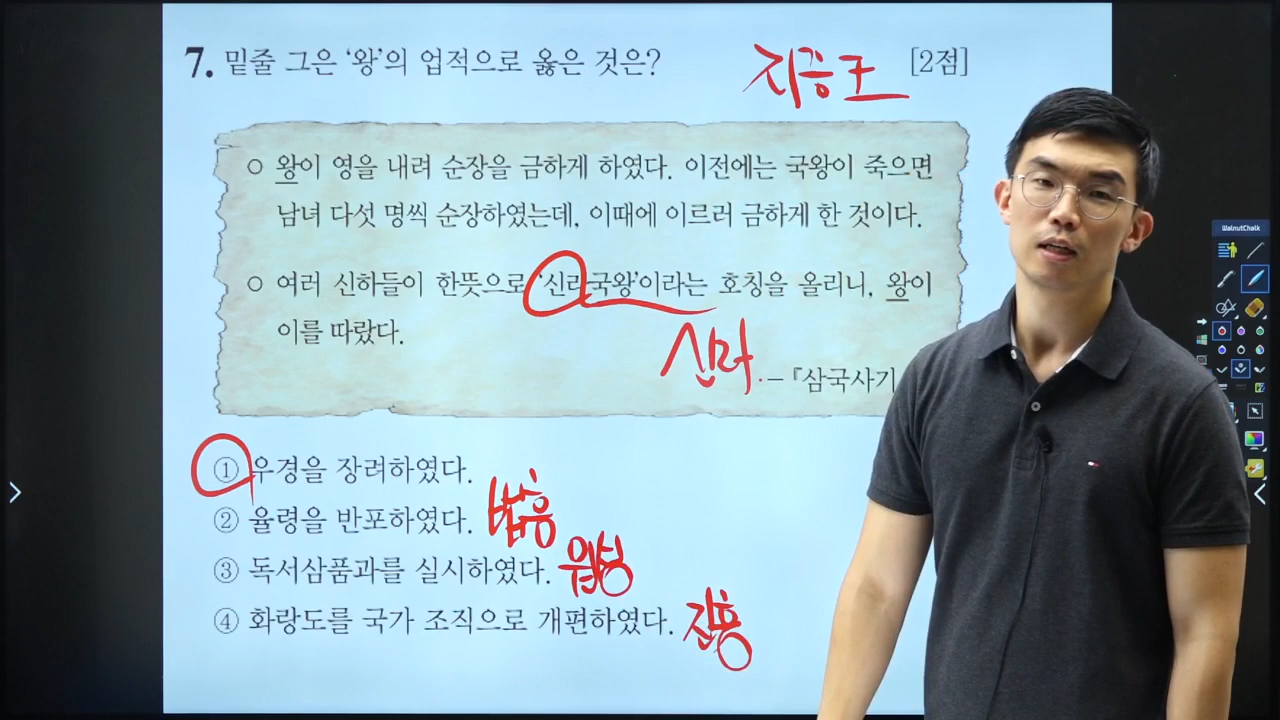 7. 밑줄 그은 '왕'의 업적으로 옳은 것은? [2점]
지증王
○ 왕이 영을 내려 순장을 금하게 하였다. 이전에는 국왕이 죽으면
남녀 다섯 명씩 순장하였는데, 이때에 이르러 금하게 한 것이다.
○ 여러 신하들이 한뜻으로 '신라국왕'이라는 호칭을 올리니, 왕이
이를 따랐다.
신라
- 『삼국사기
① 우경을 장려하였다.
② 율령을 반포하였다. 법흥
③ 독서삼품과를 실시하였다. 원성
④ 화랑도를 국가 조직으로 개편하였다. 진흥
WalnutChalk